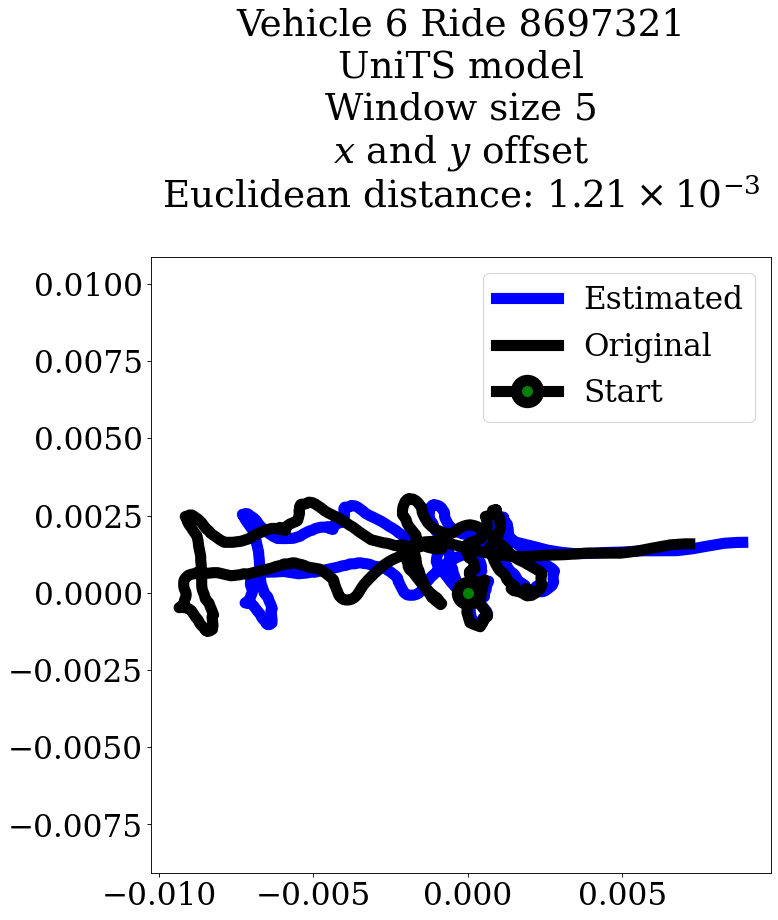 Vehicle 6 Ride 8697321
UniTS model
Window size 5
x and y offset
Euclidean distance: 1.21 × 10⁻³
Estimated
Original
Start
0.0100
0.0075
0.0050
0.0025
0.0000
−0.0025
−0.0050
−0.0075
−0.010 −0.005 0.000 0.005